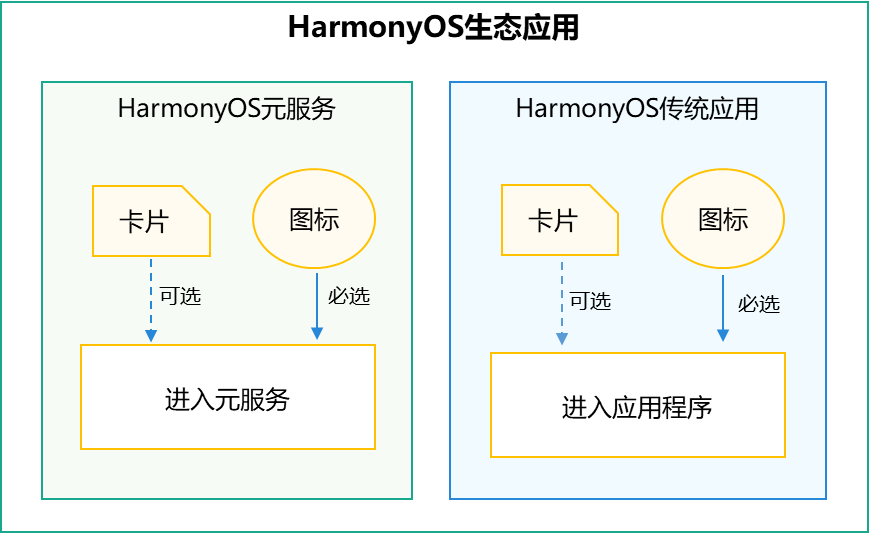 HarmonyOS生态应用
HarmonyOS元服务
卡片
图标
可选
必选
进入元服务
HarmonyOS传统应用
卡片
图标
可选
必选
进入应用程序